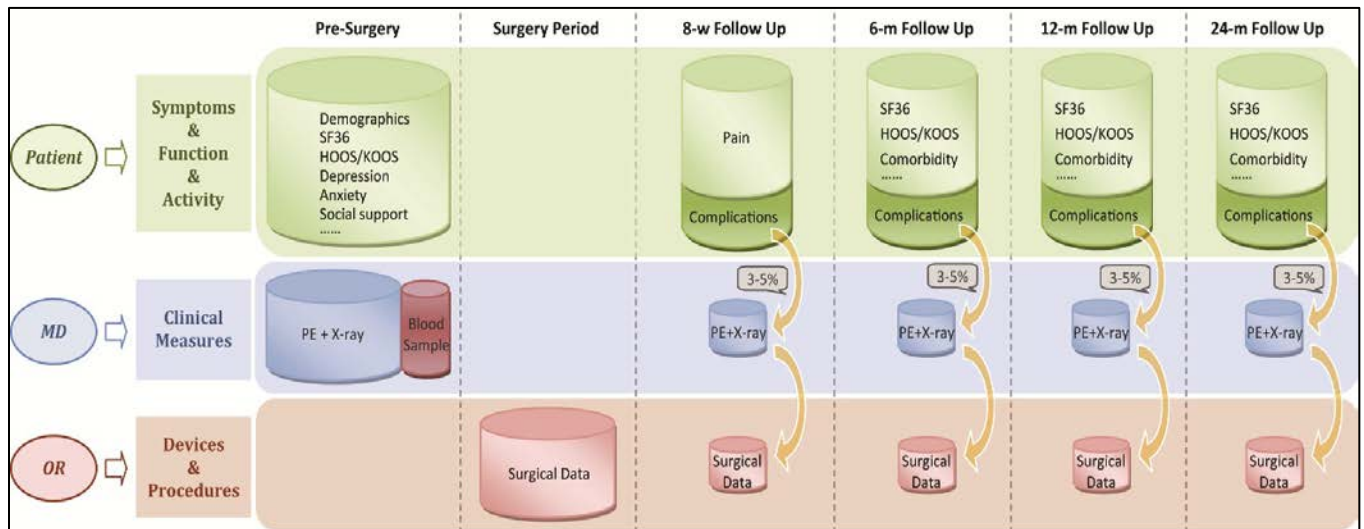 Pre-Surgery
Surgery Period
8-w Follow Up
6-m Follow Up
12-m Follow Up
24-m Follow Up
Patient
Symptoms
&
Function
&
Activity
Demographics
SF36
HOOS/KOOS
Depression
Anxiety
Social support
......
Pain
Complications
SF36
HOOS/KOOS
Comorbidity
......
Complications
SF36
HOOS/KOOS
Comorbidity
......
Complications
SF36
HOOS/KOOS
Comorbidity
......
Complications
MD
Clinical
Measures
PE + X-ray
Blood
Sample
3-5%
PE+X-ray
3-5%
PE+X-ray
3-5%
PE+X-ray
3-5%
PE+X-ray
OR
Devices
&
Procedures
Surgical Data
Surgical
Data
Surgical
Data
Surgical
Data
Surgical
Data